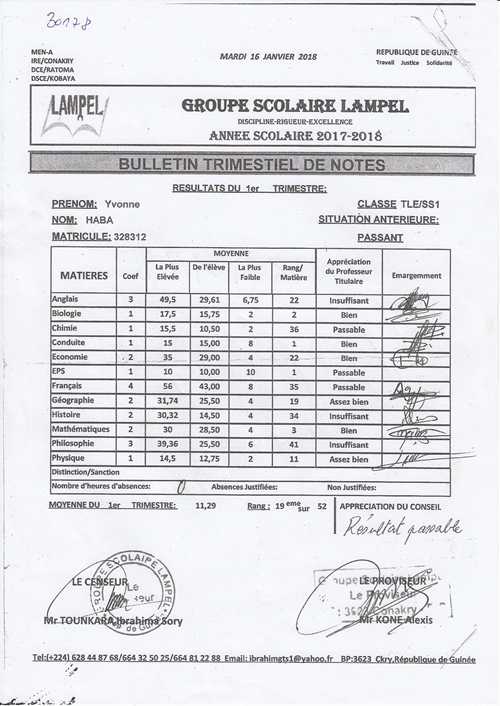 30178
MEN-A
IRE/CONAKRY
DCE/RATOMA
DSCE/KOBAYA
MARDI 16 JANVIER 2018
REPUBLIQUE DE GUINEE
Travail Justice Solidarité
LAMPEL
GROUPE SCOLAIRE LAMPEL
DISCIPLINE-RIGUEUR-EXCELLENCE
ANNEE SCOLAIRE 2017-2018
BULLETIN TRIMESTIEL DE NOTES
RESULTATS DU 1er TRIMESTRE:
PRENOM: Yvonne CLASSE TLE/SS1
NOM: HABA SITUATION ANTERIEURE:
MATRICULE: 328312 PASSANT
MATIERES Coef MOYENNE Appréciation du Professeur Titulaire Emargemment
La Plus Elévée De l'élève La Plus Faible Rang/ Matière
Anglais 3 49,5 29,61 6,75 22 Insuffisant
Biologie 1 17,5 15,75 2 2 Bien
Chimie 1 15,5 10,50 2 36 Passable
Conduite 1 15 15,00 8 1 Bien
Economie 2 35 29,00 4 22 Bien
EPS 1 10 10,00 10 1 Passable
Français 4 56 43,00 8 35 Passable
Géographie 2 31,74 25,50 4 19 Assez bien
Histoire 2 30,32 14,50 4 34 Insuffisant
Mathématiques 2 30 28,50 4 3 Bien
Philosophie 3 39,36 25,50 6 41 Insuffisant
Physique 1 14,5 12,75 2 11 Assez bien
Distinction/Sanction
Nombre d'heures d'absences: 0 Absences Justifiées: Non Justifiées:
MOYENNE DU 1er TRIMESTRE: 11,29 Rang : 19 eme sur 52 APPRECIATION DU CONSEIL
Résultat passable
LE CENSEUR LE PROVISEUR
GROUPE SCOLAIRE LAMPEL
Le
Le Proviseur
Conakry
Mr TOUNKARA Ibrahima Sory Mr KONE Alexis
Tel:(+224) 628 44 87 68/664 32 50 25/664 81 22 88 Email: ibrahimgts1@yahoo.fr BP:3623 Ckry,République de Guinée